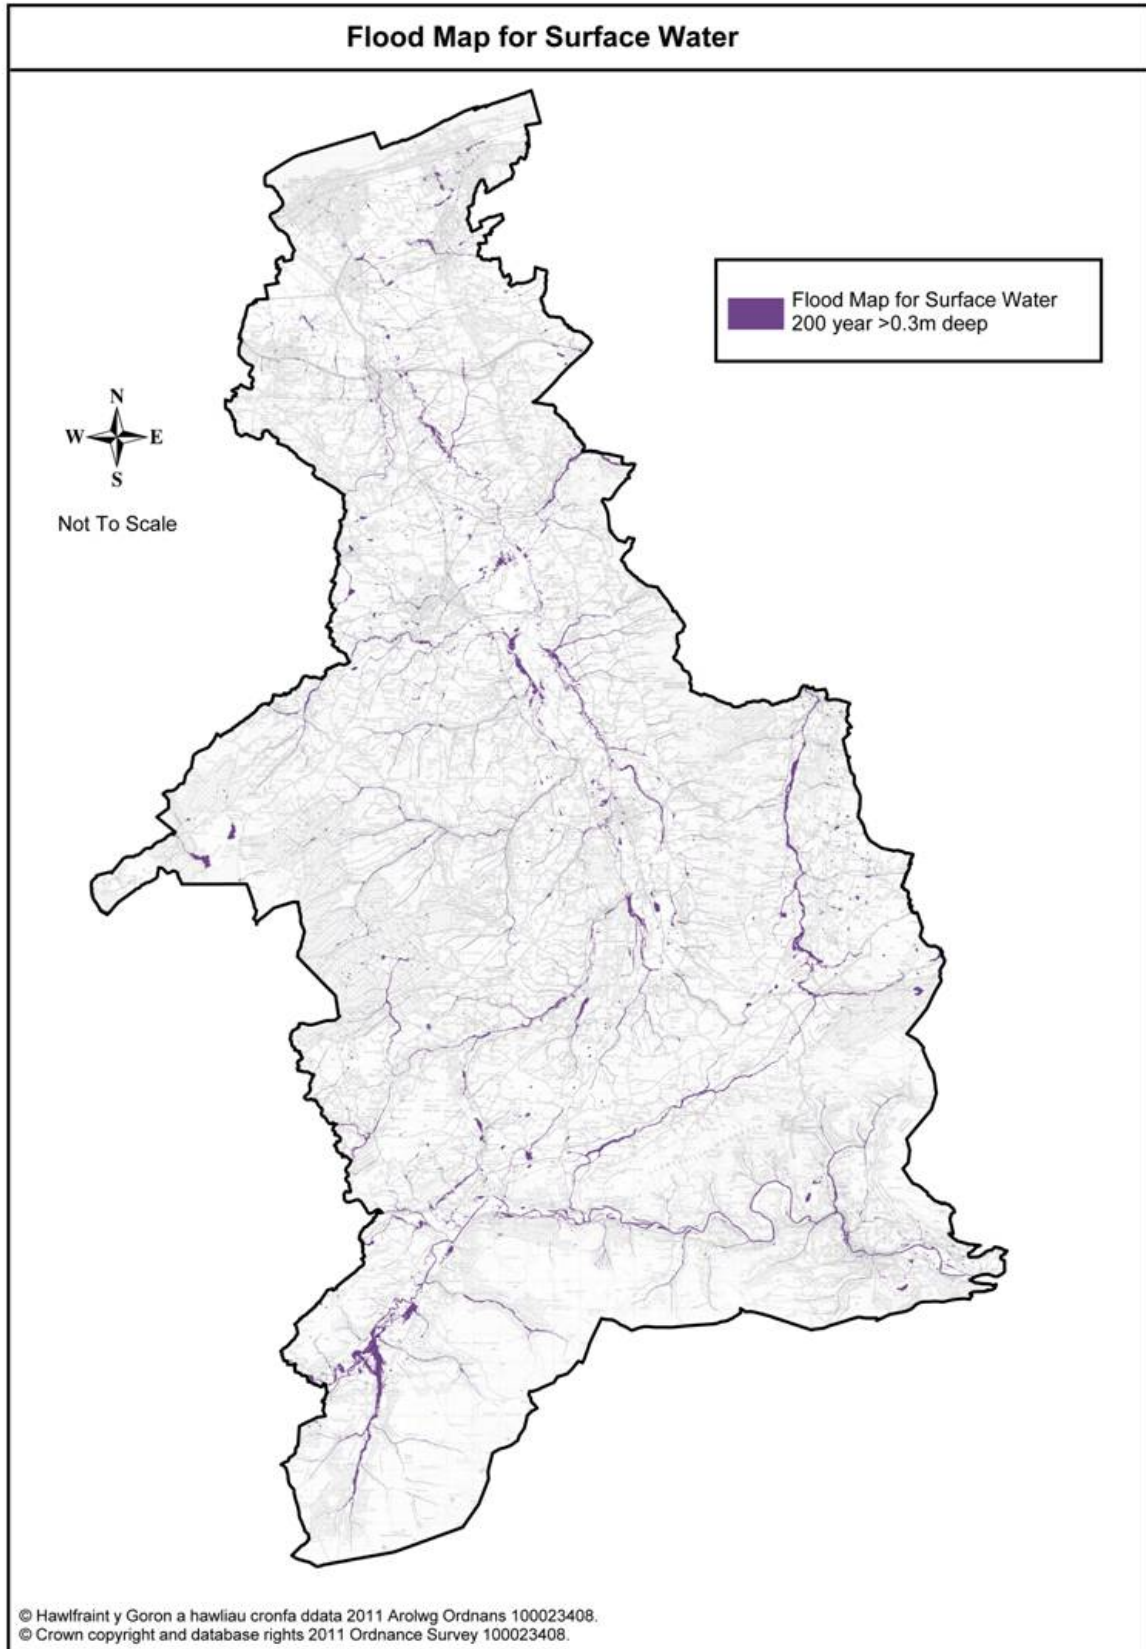 Flood Map for Surface Water
Flood Map for Surface Water
200 year >0.3m deep
N
W E
S
Not To Scale
© Hawlfraint y Goron a hawliau cronfa ddata 2011 Arolwg Ordnans 100023408.
© Crown copyright and database rights 2011 Ordnance Survey 100023408.